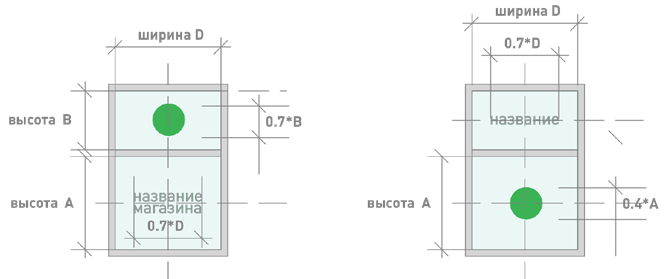 ширина D
высота B
0.7*B
высота A
название
магазина
0.7*D
ширина D
0.7*D
название
высота A
0.4*A